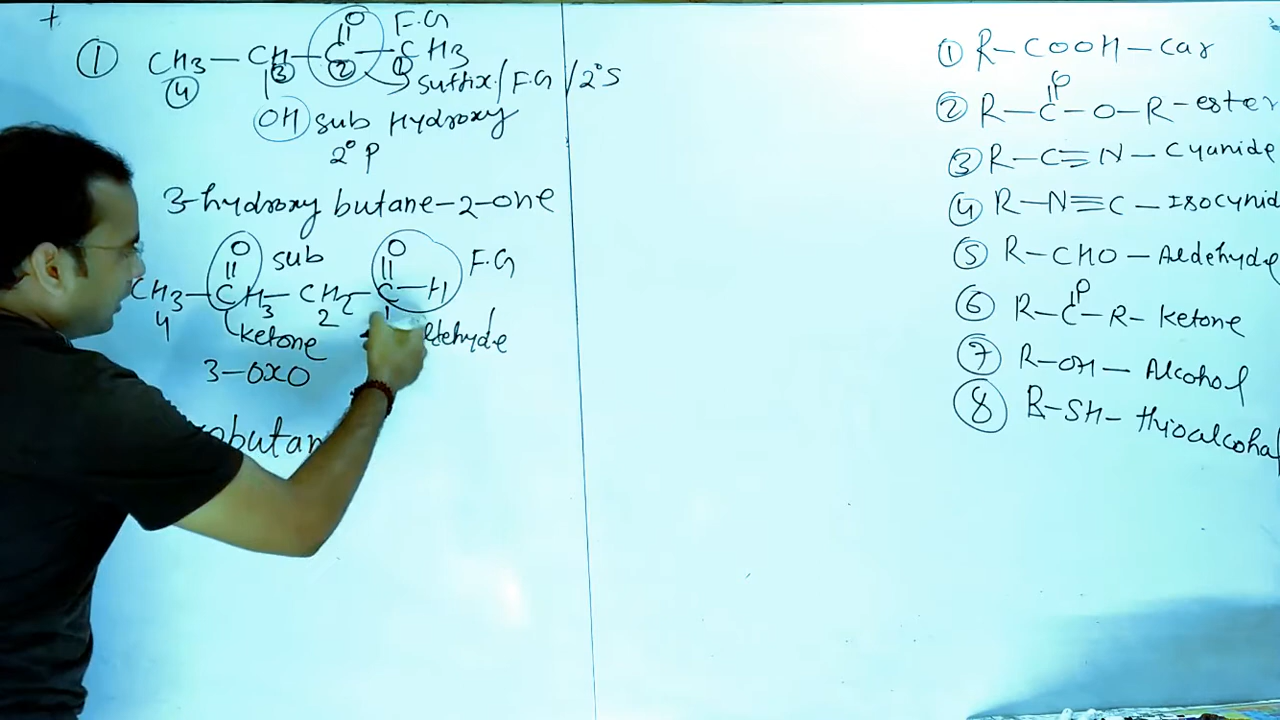 +
O F.G
① CH3 — CH — C — CH3
④ ③ ② ① suffix/F.G/2°S
OH sub Hydroxy
2° P
3-hydroxy butane-2-one
O sub O F.G
CH3 — CH3 — CH2 — C — H
4 2 1
ketone
3-oxo
① R—COOH—Car
O
② R—C—O—R—ester
③ R—C≡N—Cyanide
④ R—N≡C—Isocynid
⑤ R—CHO—Aldehyde
O
⑥ R—C—R—Ketone
⑦ R—OH—Alcohol
⑧ R—SH—thioalcohal